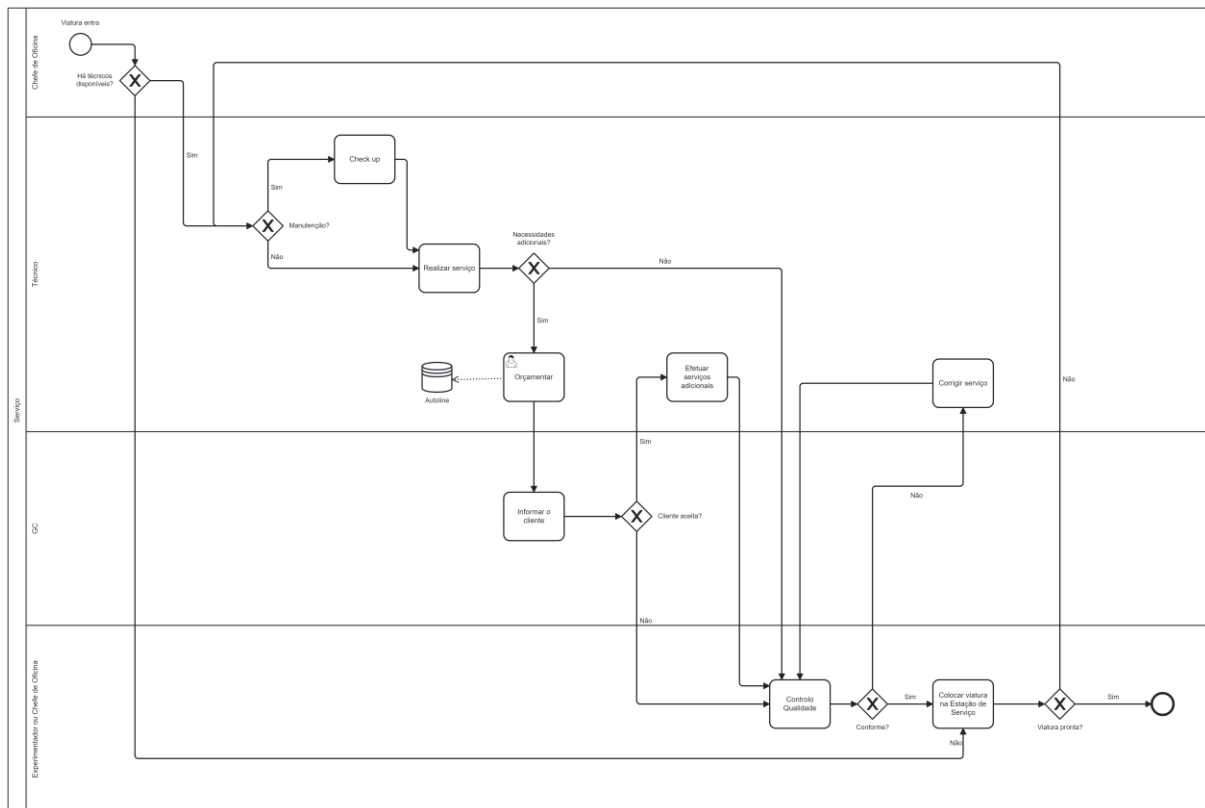 Serviço
Chefe de Oficina
Viatura entra
Há técnicos
disponíveis?
Sim
Técnico
Check up
Sim
Manutenção?
Não
Realizar serviço
Necessidades
adicionais?
Não
Sim
Orçamentar
Autoline
Efetuar
serviços
adicionais
Corrigir serviço
Não
GC
Sim
Informar o
cliente
Cliente aceita?
Não
Não
Experimentador ou Chefe de Oficina
Controlo
Qualidade
Conforme?
Sim
Colocar viatura
na Estação de
Serviço
Não
Viatura pronta?
Sim